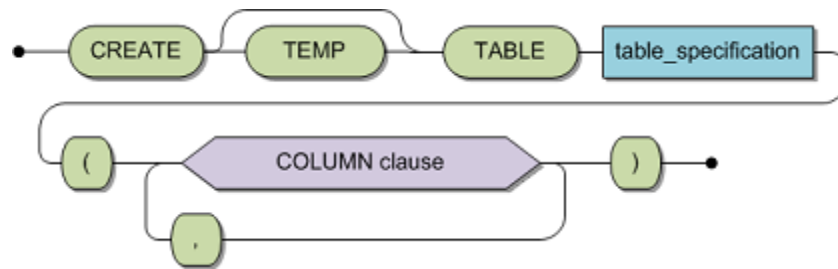 CREATE TEMP TABLE table_specification
( COLUMN clause )
,